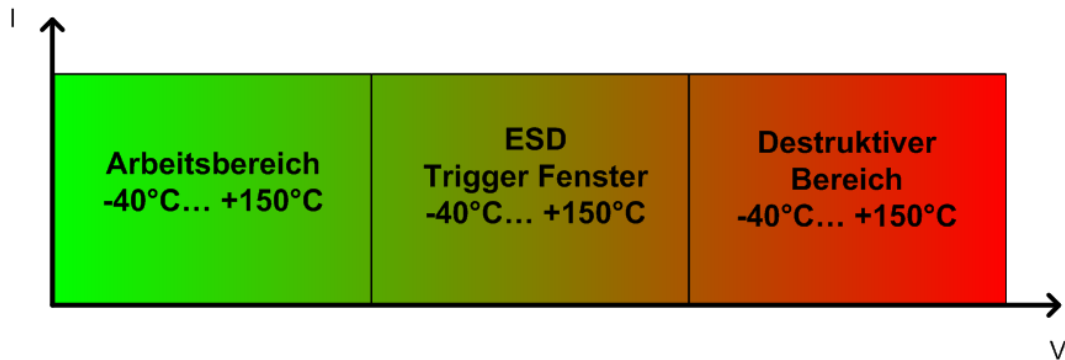 I
Arbeitsbereich
-40°C... +150°C
ESD
Trigger Fenster
-40°C... +150°C
Destruktiver
Bereich
-40°C... +150°C
V